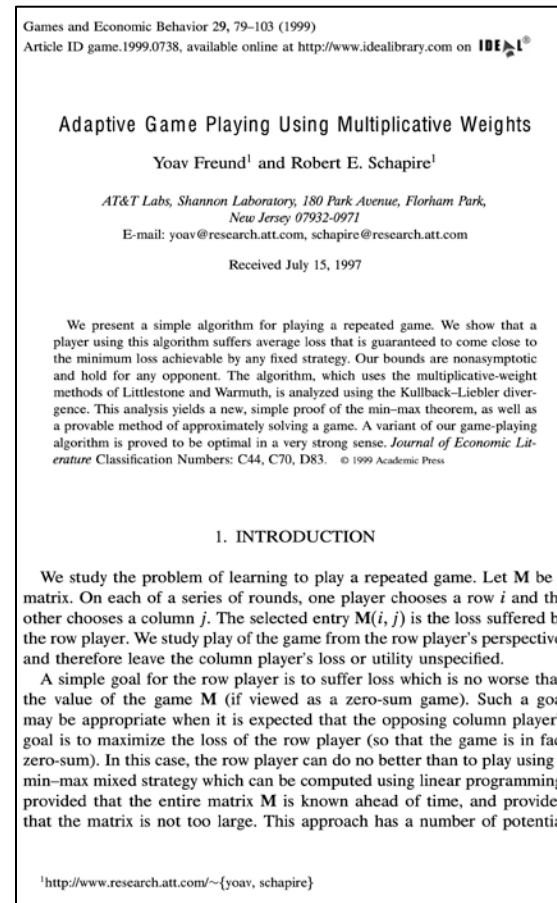 Games and Economic Behavior 29, 79–103 (1999)
Article ID game.1999.0738, available online at http://www.idealibrary.com on IDEAL®
Adaptive Game Playing Using Multiplicative Weights
Yoav Freund¹ and Robert E. Schapire¹
AT&T Labs, Shannon Laboratory, 180 Park Avenue, Florham Park,
New Jersey 07932-0971
E-mail: yoav@research.att.com, schapire@research.att.com
Received July 15, 1997
We present a simple algorithm for playing a repeated game. We show that a
player using this algorithm suffers average loss that is guaranteed to come close to
the minimum loss achievable by any fixed strategy. Our bounds are nonasymptotic
and hold for any opponent. The algorithm, which uses the multiplicative-weight
methods of Littlestone and Warmuth, is analyzed using the Kullback–Liebler diver-
gence. This analysis yields a new, simple proof of the min–max theorem, as well as
a provable method of approximately solving a game. A variant of our game-playing
algorithm is proved to be optimal in a very strong sense. Journal of Economic Lit-
erature Classification Numbers: C44, C70, D83. © 1999 Academic Press
1. INTRODUCTION
We study the problem of learning to play a repeated game. Let M be
matrix. On each of a series of rounds, one player chooses a row i and th
other chooses a column j. The selected entry M(i, j) is the loss suffered b
the row player. We study play of the game from the row player's perspectiv
and therefore leave the column player's loss or utility unspecified.
A simple goal for the row player is to suffer loss which is no worse tha
the value of the game M (if viewed as a zero-sum game). Such a goa
may be appropriate when it is expected that the opposing column player'
goal is to maximize the loss of the row player (so that the game is in fac
zero-sum). In this case, the row player can do no better than to play using
min–max mixed strategy which can be computed using linear programming
provided that the entire matrix M is known ahead of time, and provide
that the matrix is not too large. This approach has a number of potentia
¹http://www.research.att.com/~{yoav, schapire}